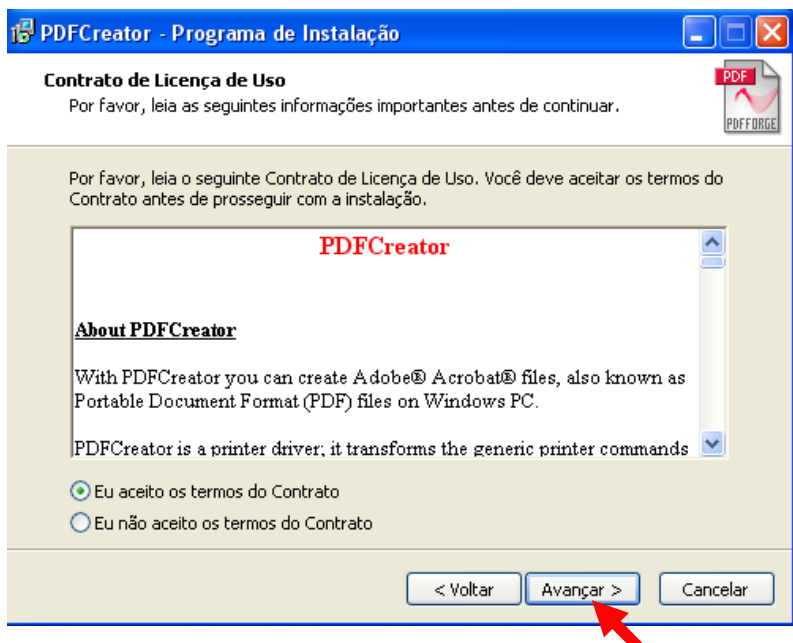 PDFCreator - Programa de Instalação
Contrato de Licença de Uso
Por favor, leia as seguintes informações importantes antes de continuar.
PDF
PDFFORGE
Por favor, leia o seguinte Contrato de Licença de Uso. Você deve aceitar os termos do
Contrato antes de prosseguir com a instalação.
PDFCreator
About PDFCreator
With PDFCreator you can create Adobe® Acrobat® files, also known as
Portable Document Format (PDF) files on Windows PC.
PDFCreator is a printer driver; it transforms the generic printer commands
Eu aceito os termos do Contrato
Eu não aceito os termos do Contrato
< Voltar
Avançar >
Cancelar